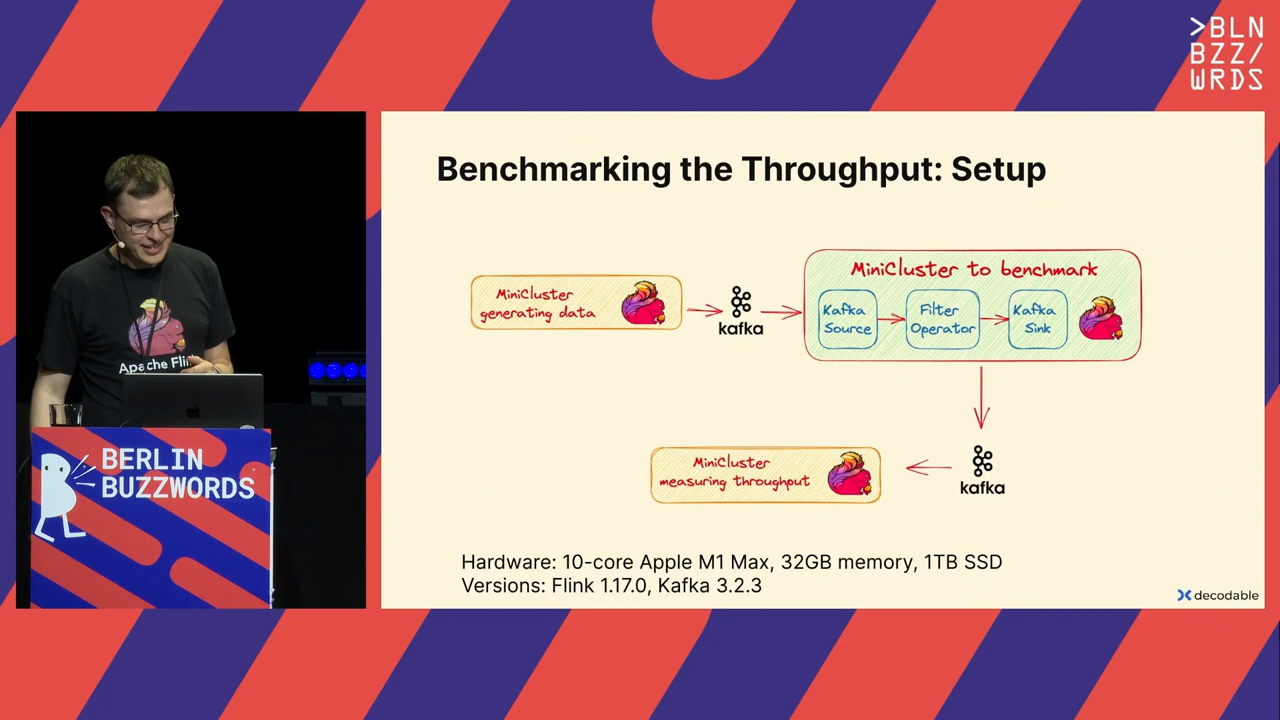 >BLN
BZZ/
WRDS
Benchmarking the Throughput: Setup
MiniCluster
generating data
kafka
MiniCluster to benchmark
Kafka
Source
Filter
Operator
Kafka
Sink
kafka
MiniCluster
measuring throughput
Hardware: 10-core Apple M1 Max, 32GB memory, 1TB SSD
Versions: Flink 1.17.0, Kafka 3.2.3
decodable
Apache Flin
BERLIN
BUZZWORDS